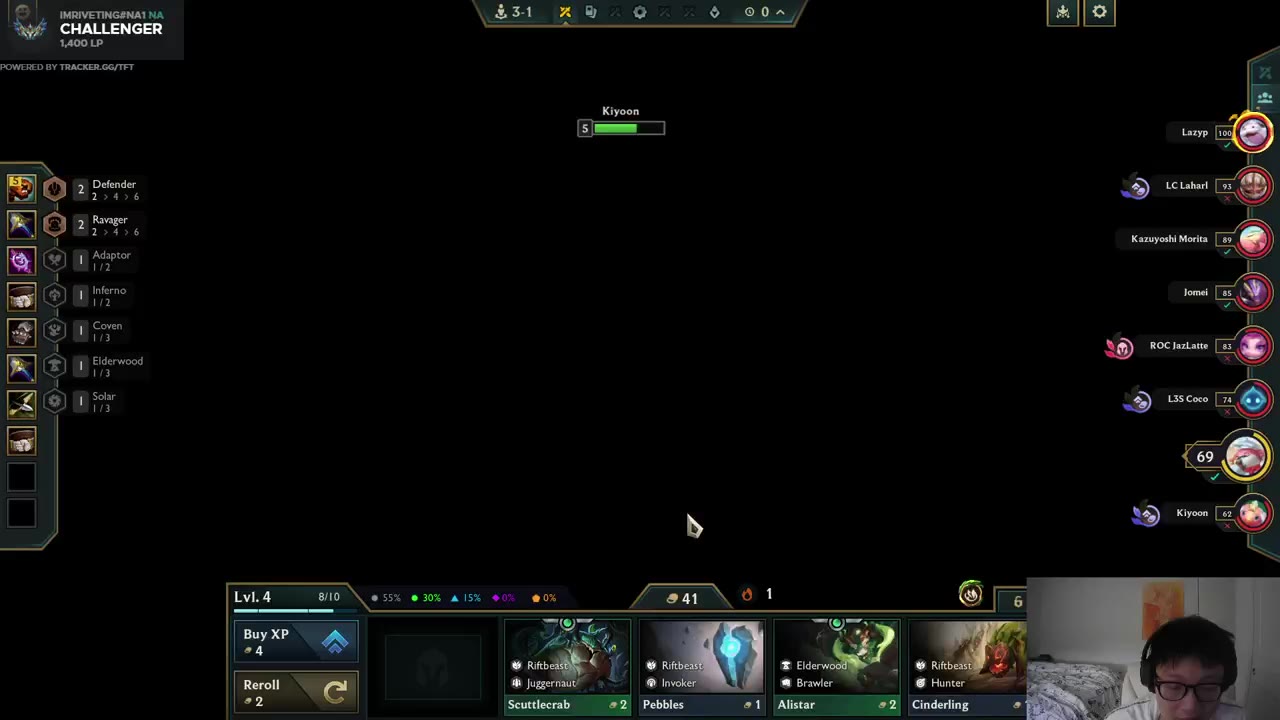 IMRIVETING#NA1 NA
CHALLENGER
1,400 LP
POWERED BY TRACKER.GG/TFT
3-1
0
Kiyoon
5
5
2
Defender
2 > 4 > 6
2
Ravager
2 > 4 > 6
1
Adaptor
1 / 2
1
Inferno
1 / 2
1
Coven
1 / 3
1
Elderwood
1 / 3
1
Solar
1 / 3
Lazyp
100
LC Laharl
93
Kazuyoshi Morita
89
Jomei
85
ROC JazLatte
83
L3S Coco
74
69
Kiyoon
62
Lvl. 4
8/10
55%
30%
15%
0%
0%
41
1
6
Buy XP
4
Reroll
2
Riftbeast
Juggernaut
Scuttlecrab
2
Riftbeast
Invoker
Pebbles
1
Elderwood
Brawler
Alistar
2
Riftbeast
Hunter
Cinderling